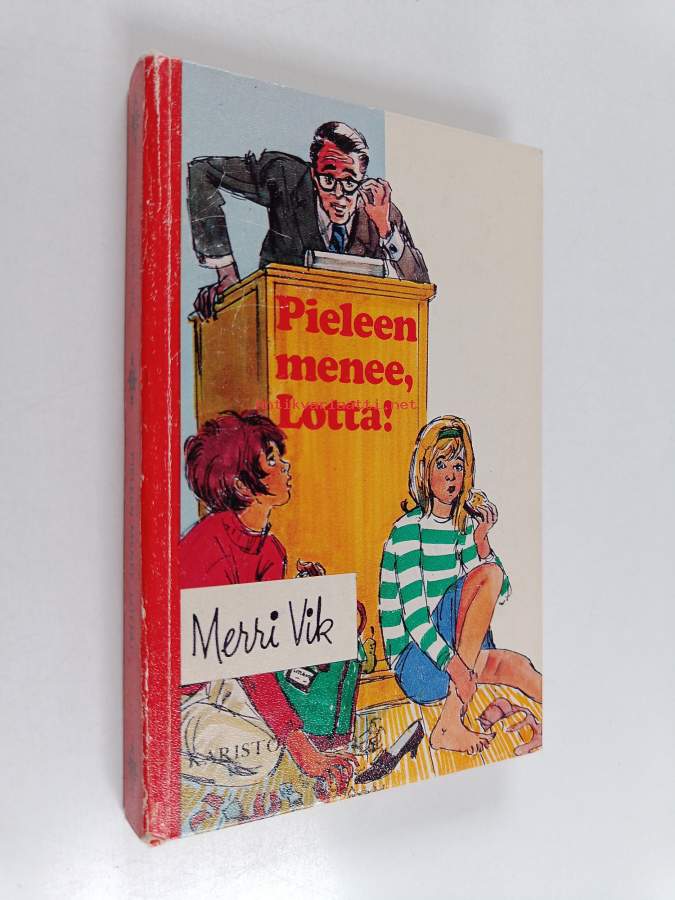 Pieleen
menee,
Lotta!
antikvariaatti.net
Merri Vik
KARISTO